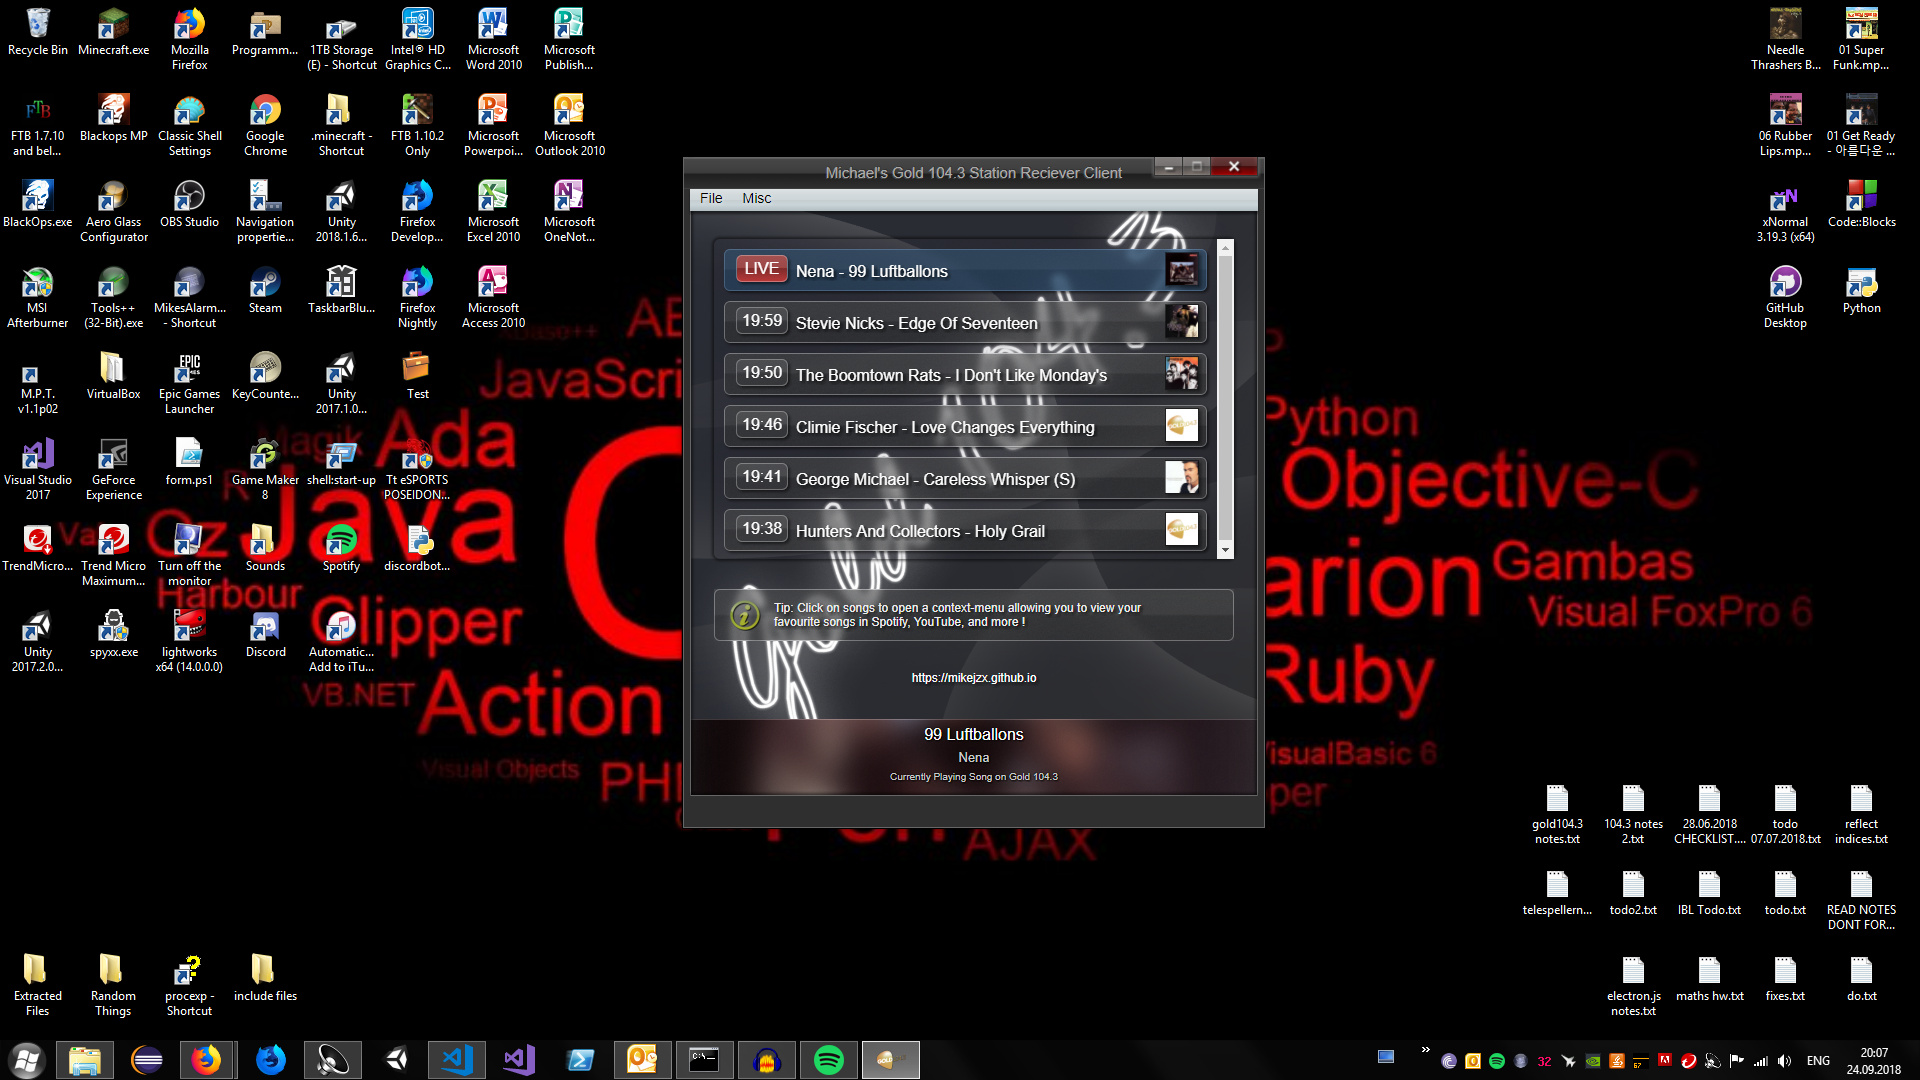 Recycle Bin
Minecraft.exe
Mozilla
Firefox
Programm...
1TB Storage
(E) - Shortcut
Intel® HD
Graphics C...
Microsoft
Word 2010
Microsoft
Publish...
FTB 1.7.10
and bel...
Blackops MP
Classic Shell
Settings
Google
Chrome
.minecraft -
Shortcut
FTB 1.10.2
Only
Microsoft
Powerpoi...
Microsoft
Outlook 2010
BlackOps.exe
Aero Glass
Configurator
OBS Studio
Navigation
propertie...
Unity
2018.1.6...
Firefox
Develop...
Microsoft
Excel 2010
Microsoft
OneNot...
MSI
Afterburner
Tools++
(32-Bit).exe
MikesAlarm...
- Shortcut
Steam
TaskbarBlu...
Firefox
Nightly
Microsoft
Access 2010
M.P.T.
v1.1p02
VirtualBox
Epic Games
Launcher
KeyCounte...
Unity
2017.1.0...
Test
Visual Studio
2017
GeForce
Experience
form.ps1
Game Maker
8
shell:start-up
Tt eSPORTS
POSEIDON...
TrendMicro...
Trend Micro
Maximum...
Turn off the
monitor
Sounds
Spotify
discordbot...
Unity
2017.2.0...
spyxx.exe
lightworks
x64 (14.0.0.0)
Discord
Automatic...
Add to iTu...
Extracted
Files
Random
Things
procexp -
Shortcut
include files
Michael's Gold 104.3 Station Reciever Client
File Misc
LIVE Nena - 99 Luftballons
19:59 Stevie Nicks - Edge Of Seventeen
19:50 The Boomtown Rats - I Don't Like Monday's
19:46 Climie Fischer - Love Changes Everything
19:41 George Michael - Careless Whisper (S)
19:38 Hunters And Collectors - Holy Grail
Tip: Click on songs to open a context-menu allowing you to view your
favourite songs in Spotify, YouTube, and more !
https://mikejzx.github.io
99 Luftballons
Nena
Currently Playing Song on Gold 104.3
Needle
Thrashers B...
01 Super
Funk.mp...
06 Rubber
Lips.mp...
01 Get Ready
- 아름다운 ...
xNormal
3.19.3 (x64)
Code::Blocks
GitHub
Desktop
Python
gold104.3
notes.txt
104.3 notes
2.txt
28.06.2018
CHECKLIST....
todo
07.07.2018.txt
reflect
indices.txt
telespellern...
todo2.txt
IBL Todo.txt
todo.txt
READ NOTES
DONT FOR...
electron.js
notes.txt
maths hw.txt
fixes.txt
do.txt
JavaScri
Magik
Ada
Java
Oz
Harbour
Clipper
VB.NET
Action
Visual Objects
PH
AJAX
Python
Objective-C
arion
Gambas
Visual FoxPro 6
Ruby
VisualBasic 6
per
32
ENG
20:07
24.09.2018